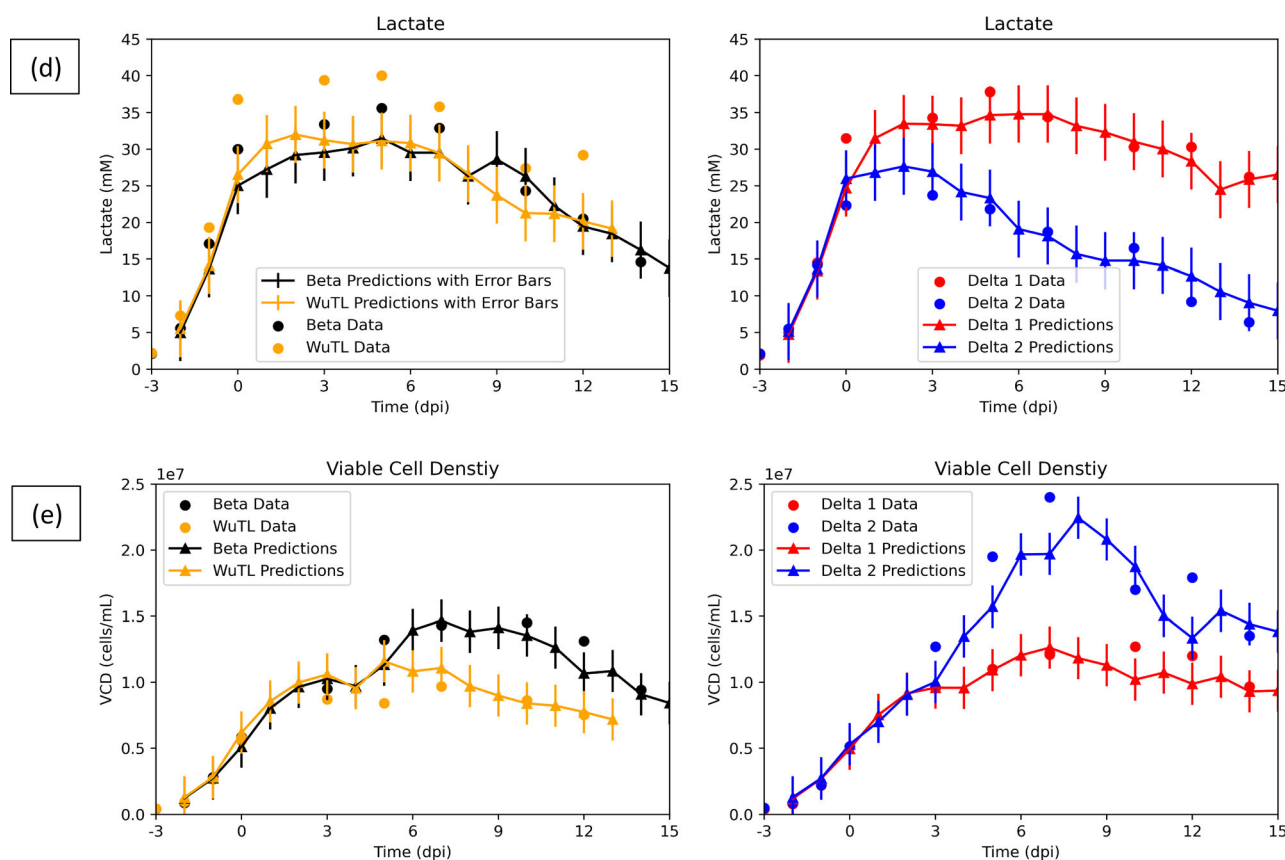 (d)
Lactate
45
40
35
30
25
20
15
10
5
0
Lactate (mM)
Beta Predictions with Error Bars
WuTL Predictions with Error Bars
Beta Data
WuTL Data
-3 0 3 6 9 12 15
Time (dpi)
Lactate
45
40
35
30
25
20
15
10
5
0
Lactate (mM)
Delta 1 Data
Delta 2 Data
Delta 1 Predictions
Delta 2 Predictions
-3 0 3 6 9 12 15
Time (dpi)
(e)
Viable Cell Denstiy
1e7
2.5
2.0
1.5
1.0
0.5
0.0
VCD (cells/mL)
Beta Data
WuTL Data
Beta Predictions
WuTL Predictions
-3 0 3 6 9 12 15
Time (dpi)
Viable Cell Denstiy
1e7
2.5
2.0
1.5
1.0
0.5
0.0
VCD (cells/mL)
Delta 1 Data
Delta 2 Data
Delta 1 Predictions
Delta 2 Predictions
-3 0 3 6 9 12 15
Time (dpi)